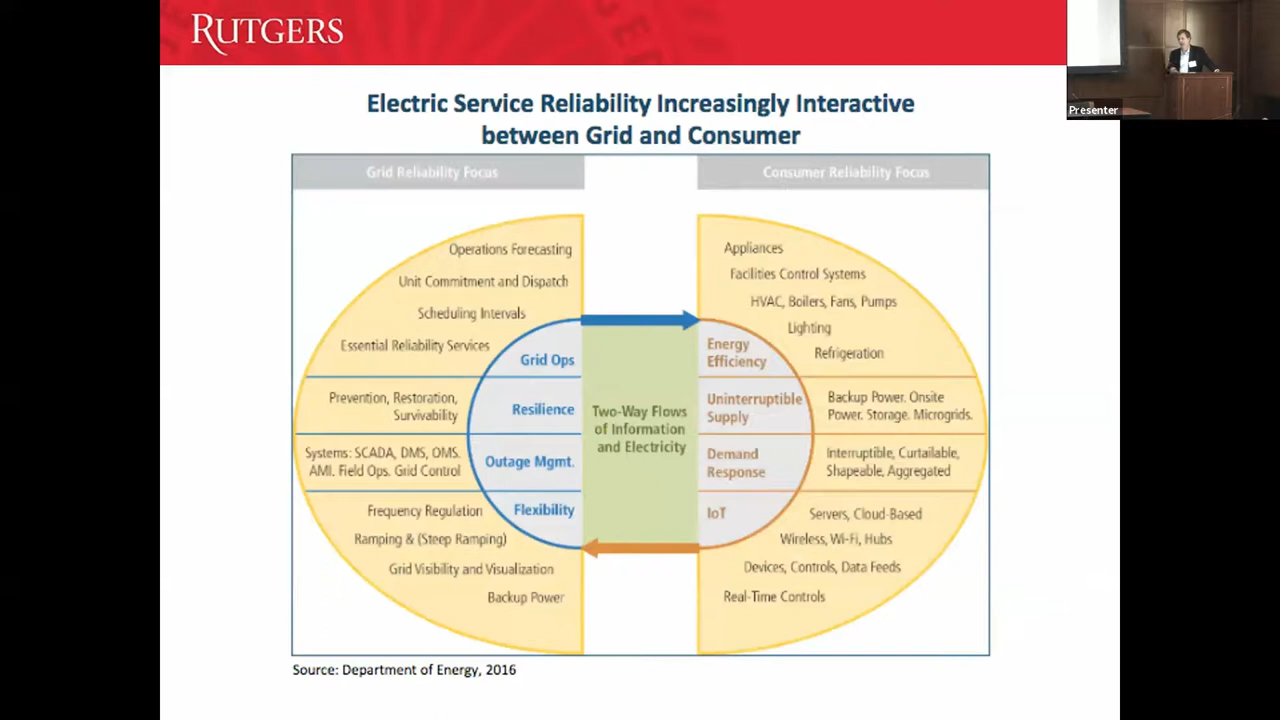 RUTGERS
Presenter
Electric Service Reliability Increasingly Interactive
between Grid and Consumer
Grid Reliability Focus
Consumer Reliability Focus
Operations Forecasting
Unit Commitment and Dispatch
Scheduling Intervals
Essential Reliability Services
Grid Ops
Prevention, Restoration,
Survivability
Resilience
Systems: SCADA, DMS, OMS.
AMI. Field Ops. Grid Control
Outage Mgmt.
Frequency Regulation
Flexibility
Ramping & (Steep Ramping)
Grid Visibility and Visualization
Backup Power
Two-Way Flows
of Information
and Electricity
Appliances
Facilities Control Systems
HVAC, Boilers, Fans, Pumps
Lighting
Refrigeration
Energy
Efficiency
Uninterruptible
Supply
Backup Power. Onsite
Power. Storage. Microgrids.
Demand
Response
Interruptible, Curtailable,
Shapeable, Aggregated
IoT
Servers, Cloud-Based
Wireless, Wi-Fi, Hubs
Devices, Controls, Data Feeds
Real-Time Controls
Source: Department of Energy, 2016